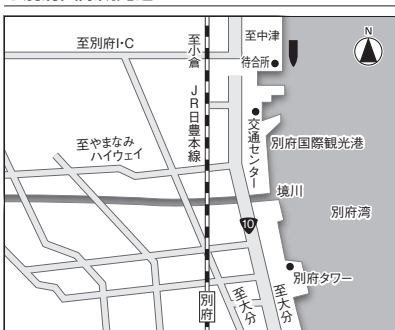 至別府I・C
至小倉
至中津
N
待合所
JR日豊本線
交通センター
別府国際観光港
至やまなみ
ハイウェイ
境川
別府湾
10
別府タワー
別府
至大分
至大分